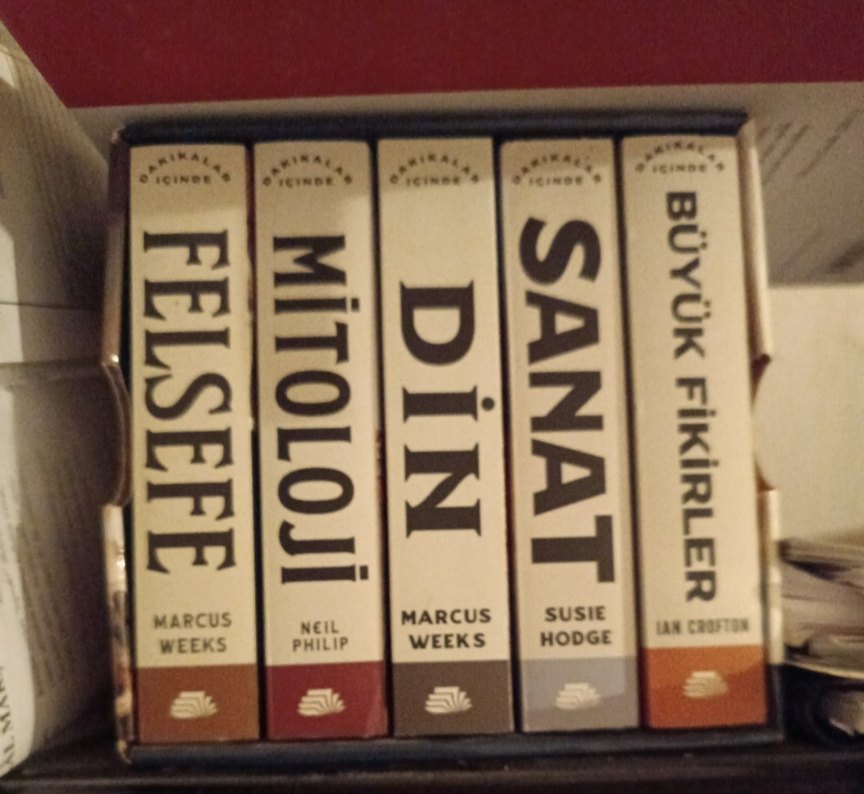 DAKİKALAR
İÇİNDE
FELSEFE
MARCUS
WEEKS
DAKİKALAR
İÇİNDE
MİTOLOJİ
NEIL
PHILIP
DAKİKALAR
İÇİNDE
DİN
MARCUS
WEEKS
DAKİKALAR
İÇİNDE
SANAT
SUSIE
HODGE
DAKİKALAR
İÇİNDE
BÜYÜK FİKİRLER
IAN CROFTON